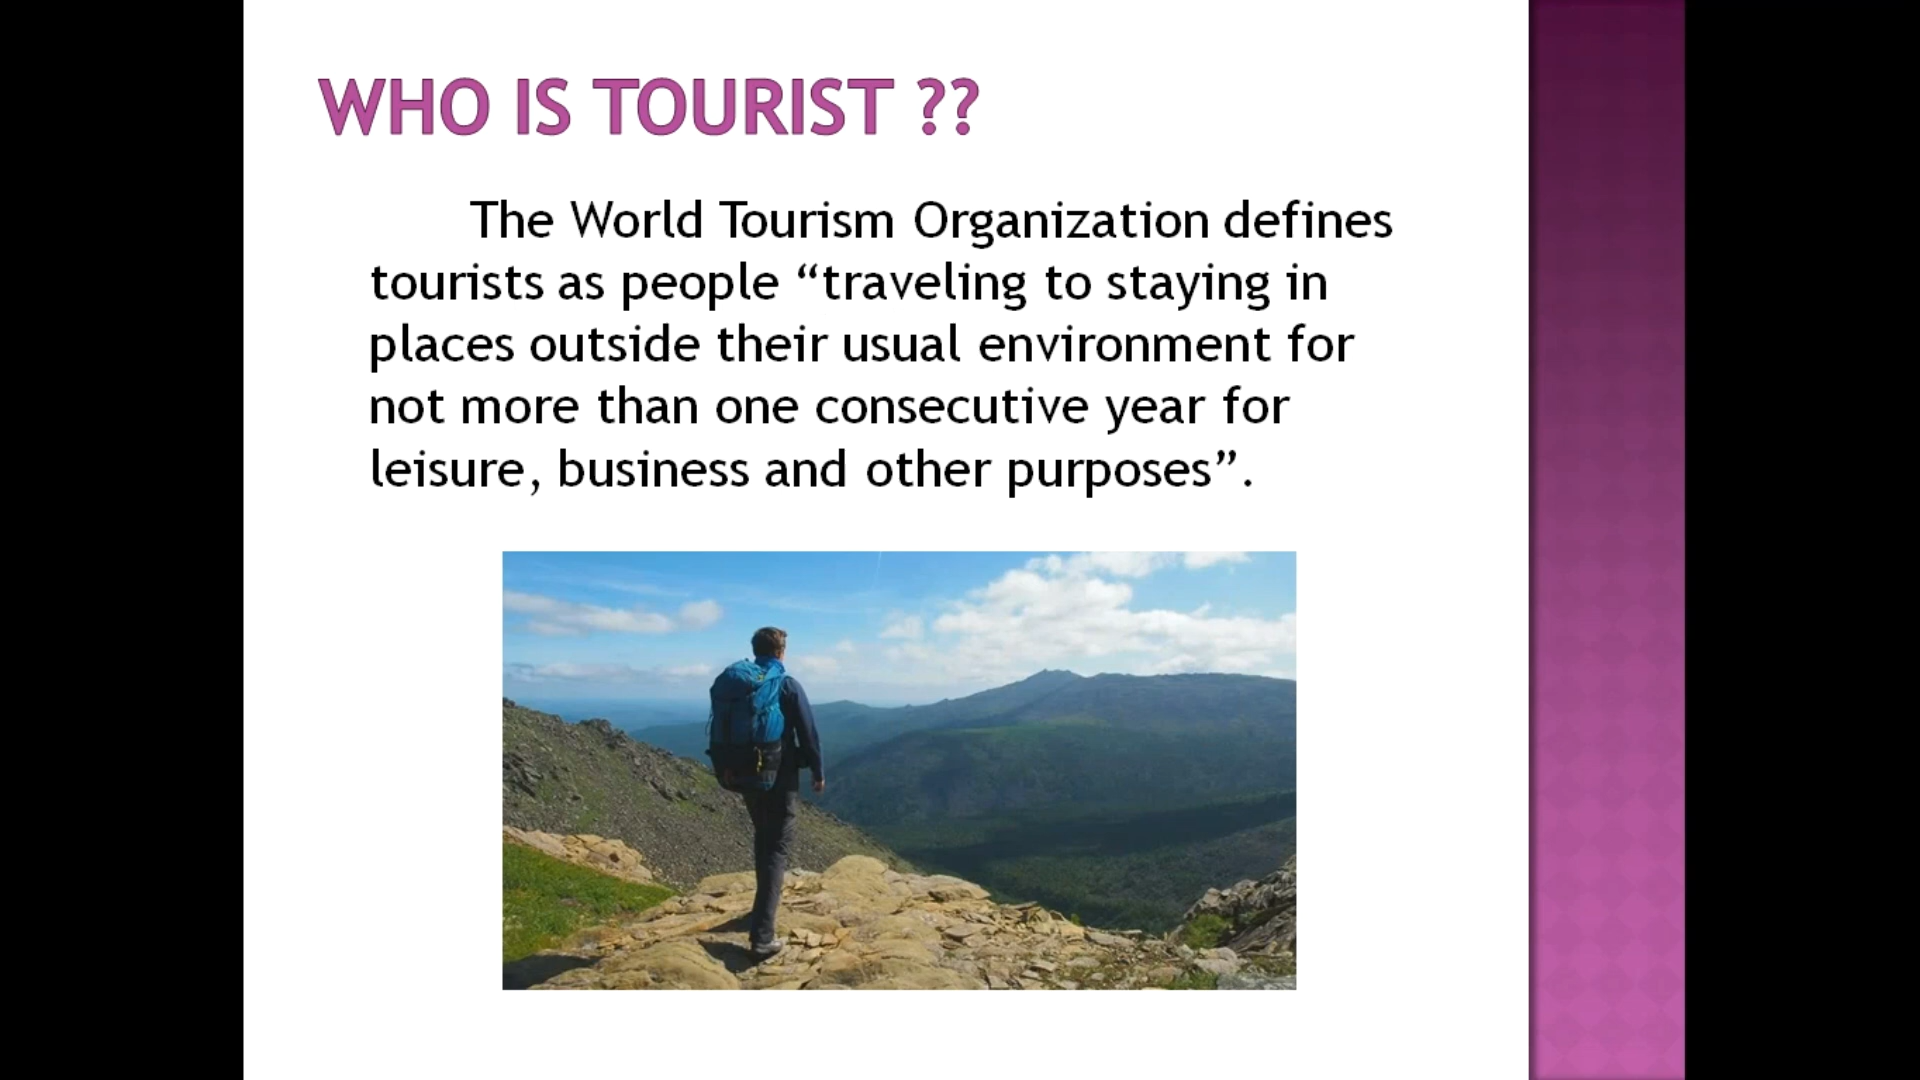 WHO IS TOURIST ??
The World Tourism Organization defines
tourists as people “traveling to staying in
places outside their usual environment for
not more than one consecutive year for
leisure, business and other purposes”.